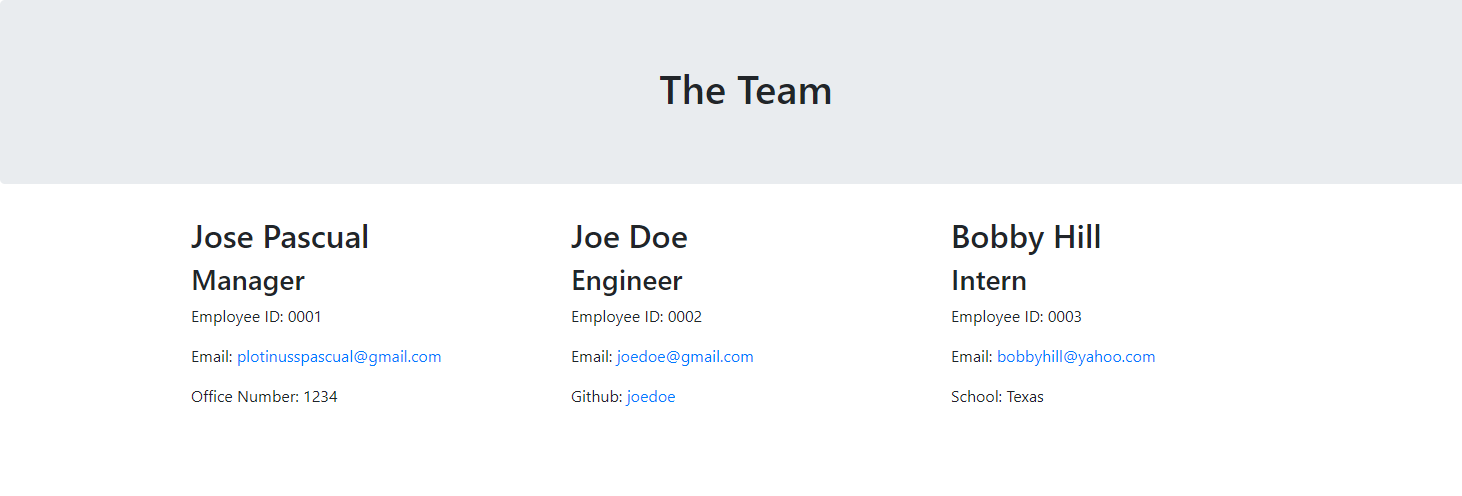 The Team
Jose Pascual
Manager
Employee ID: 0001
Email: plotinusspascual@gmail.com
Office Number: 1234
Joe Doe
Engineer
Employee ID: 0002
Email: joedoe@gmail.com
Github: joedoe
Bobby Hill
Intern
Employee ID: 0003
Email: bobbyhill@yahoo.com
School: Texas